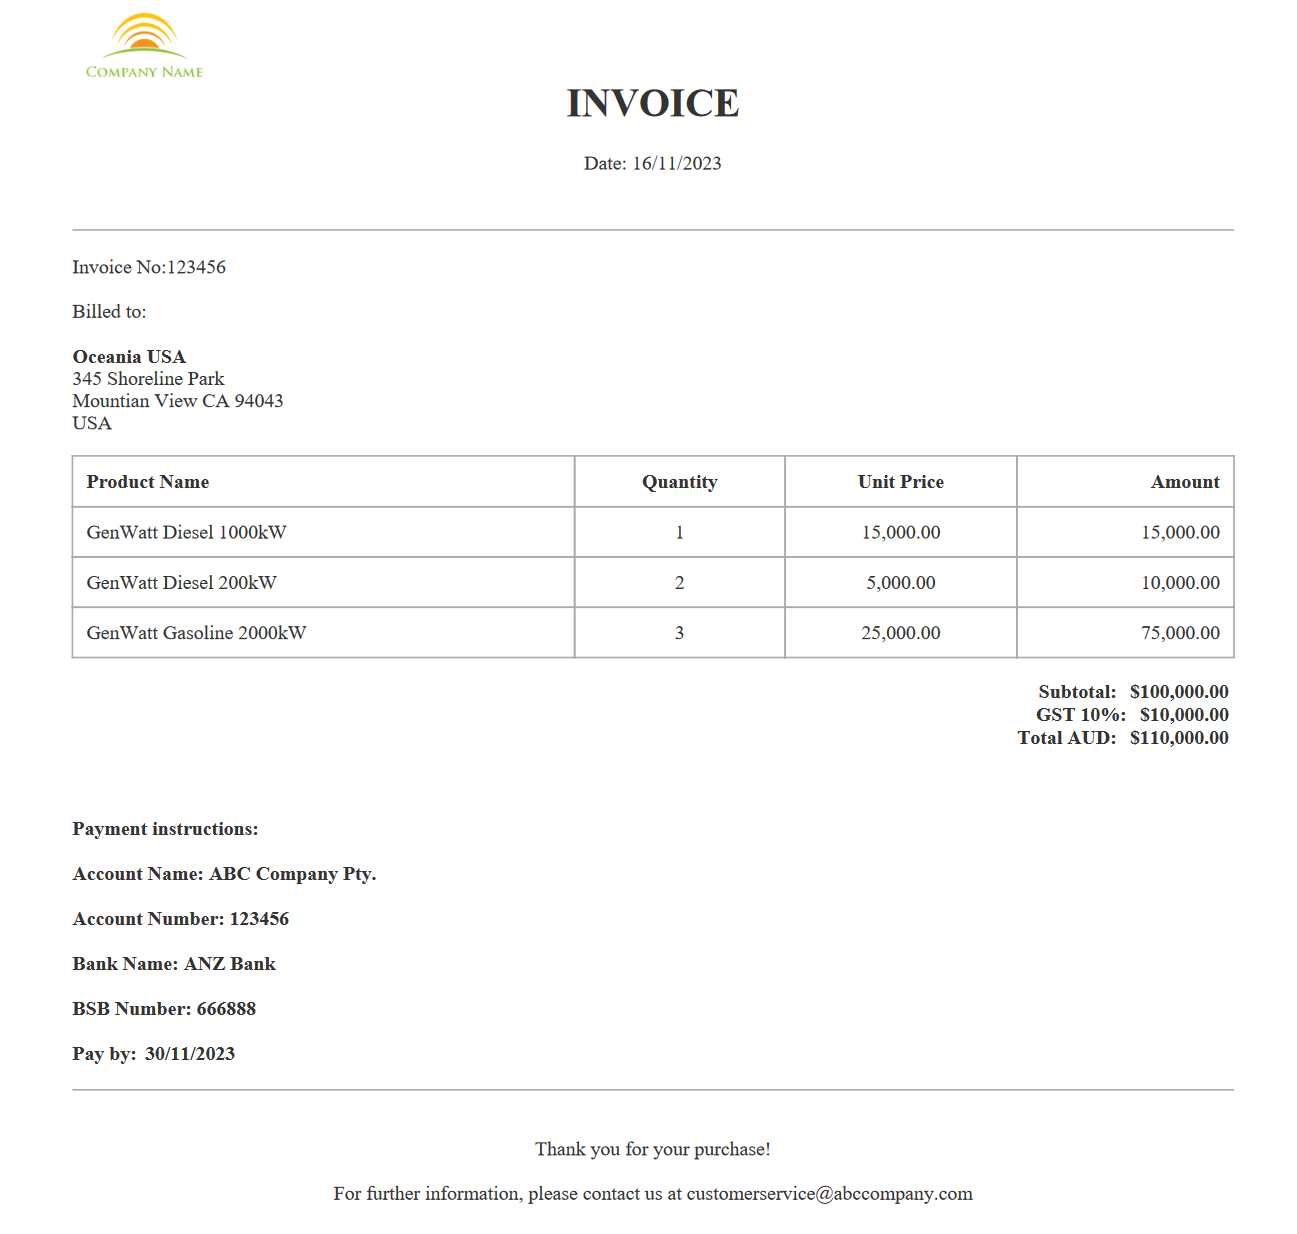 COMPANY NAME
INVOICE
Date: 16/11/2023
Invoice No:123456
Billed to:
Oceania USA
345 Shoreline Park
Mountian View CA 94043
USA
Product Name Quantity Unit Price Amount
GenWatt Diesel 1000kW 1 15,000.00 15,000.00
GenWatt Diesel 200kW 2 5,000.00 10,000.00
GenWatt Gasoline 2000kW 3 25,000.00 75,000.00
Subtotal: $100,000.00
GST 10%: $10,000.00
Total AUD: $110,000.00
Payment instructions:
Account Name: ABC Company Pty.
Account Number: 123456
Bank Name: ANZ Bank
BSB Number: 666888
Pay by: 30/11/2023
Thank you for your purchase!
For further information, please contact us at customerservice@abccompany.com